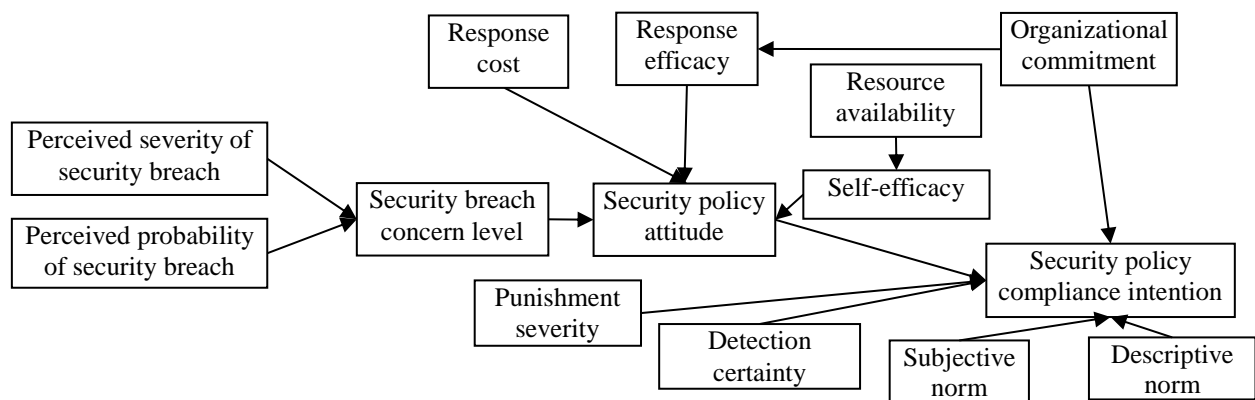 Response
cost
Response
efficacy
Organizational
commitment
Resource
availability
Perceived severity of
security breach
Self-efficacy
Security breach
concern level
Security policy
attitude
Perceived probability
of security breach
Security policy
compliance intention
Punishment
severity
Detection
certainty
Subjective
norm
Descriptive
norm